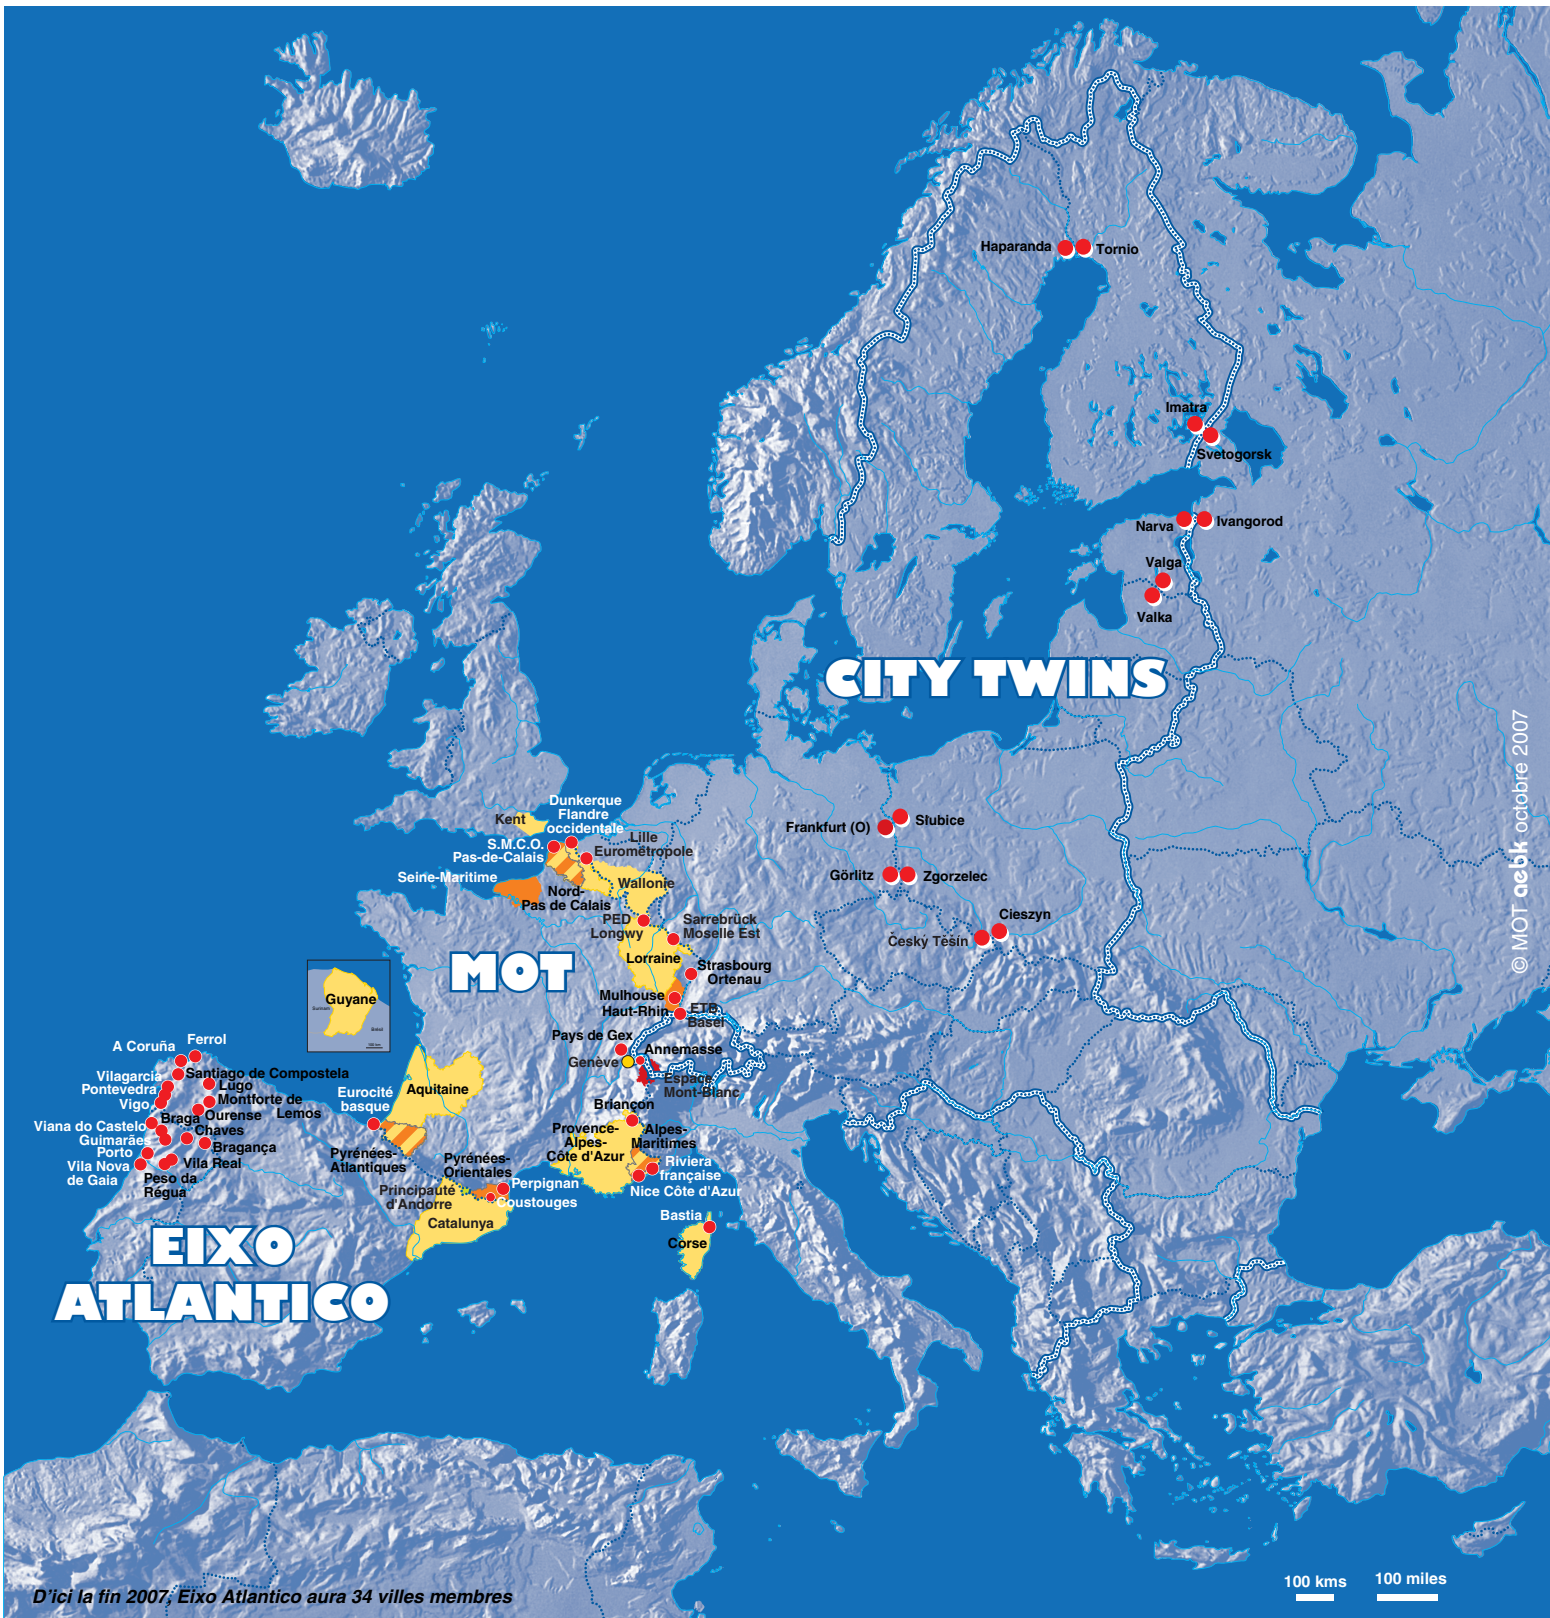 Haparanda
Tornio
Imatra
Svetogorsk
Narva
Ivangorod
Valga
Valka
CITY TWINS
© MOT aebk octobre 2007
Dunkerque
Flandre
occidentale
Kent
Lille
Eurométropole
S.M.C.O.
Pas-de-Calais
Seine-Maritime
Nord-
Pas de Calais
Wallonie
PED
Longwy
Sarrebrück
Moselle Est
Lorraine
Strasbourg
Ortenau
Mulhouse
Haut-Rhin
ETB
Basel
Frankfurt (O)
Słubice
Görlitz
Zgorzelec
Cieszyn
Česky Tešín
MOT
Guyane
Surinam
Brésil
100 km
Pays de Gex
Genève
Annemasse
Espace
Mont-Blanc
Briançon
Provence-
Alpes-
Côte d'Azur
Alpes-
Maritimes
Riviera
française
Nice Côte d'Azur
Bastia
Corse
Aquitaine
Eurocité
basque
Pyrénées-
Atlantiques
Pyrénées-
Orientales
Perpignan
Coustouges
Principauté
d'Andorre
Catalunya
A Coruña
Ferrol
Santiago de Compostela
Vilagarcia
Lugo
Pontevedra
Montforte de
Lemos
Vigo
Ourense
Braga
Viana do Castelo
Chaves
Guimarães
Bragança
Porto
Vila Real
Vila Nova
de Gaia
Peso da
Régua
EIXO
ATLANTICO
D'ici la fin 2007, Eixo Atlantico aura 34 villes membres
100 kms
100 miles